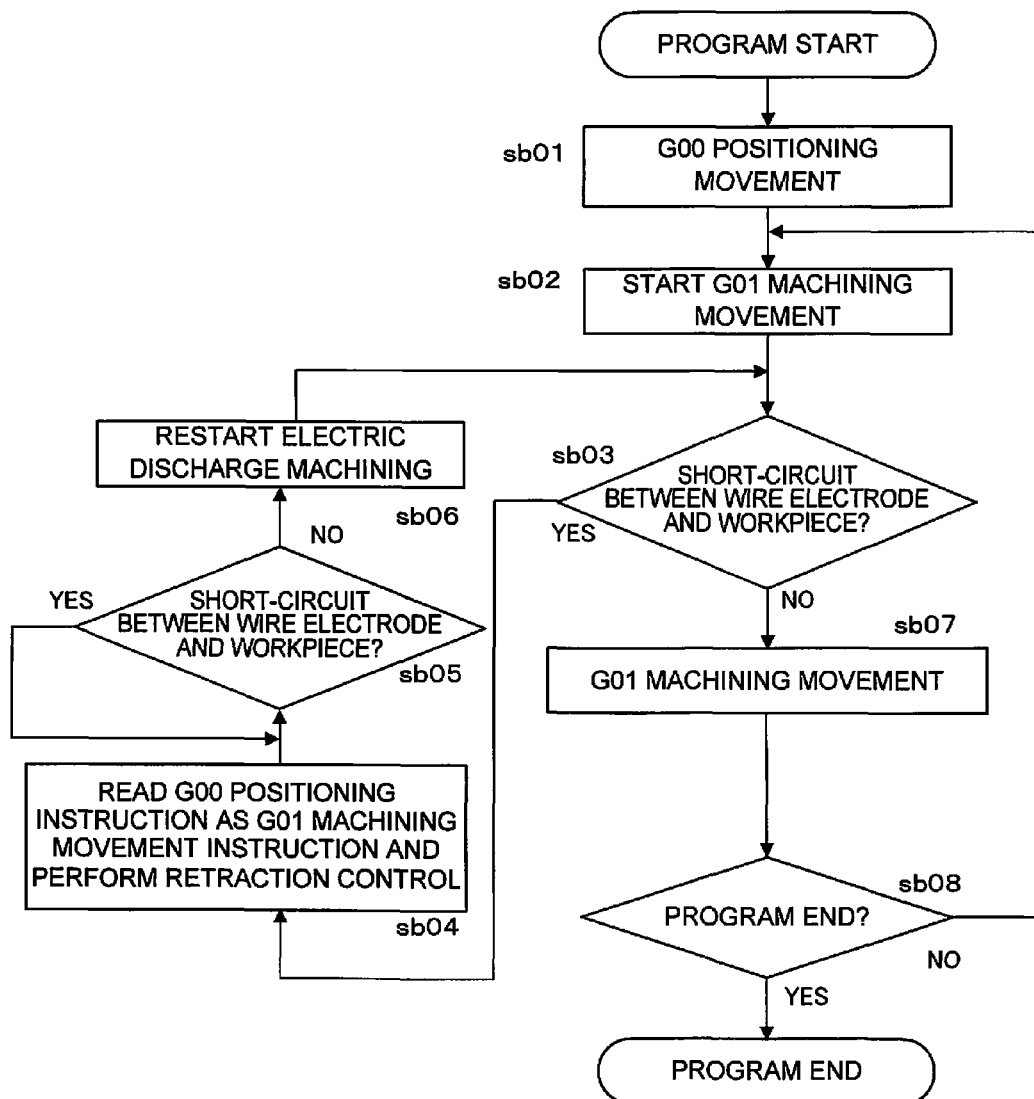 PROGRAM START
sb01
G00 POSITIONING
MOVEMENT
sb02
START G01 MACHINING
MOVEMENT
RESTART ELECTRIC
DISCHARGE MACHINING
sb06
sb03
SHORT-CIRCUIT
BETWEEN WIRE ELECTRODE
AND WORKPIECE?
YES
NO
NO
YES
SHORT-CIRCUIT
BETWEEN WIRE ELECTRODE
AND WORKPIECE?
sb05
sb07
G01 MACHINING MOVEMENT
READ G00 POSITIONING
INSTRUCTION AS G01 MACHINING
MOVEMENT INSTRUCTION AND
PERFORM RETRACTION CONTROL
sb04
sb08
PROGRAM END?
NO
YES
PROGRAM END